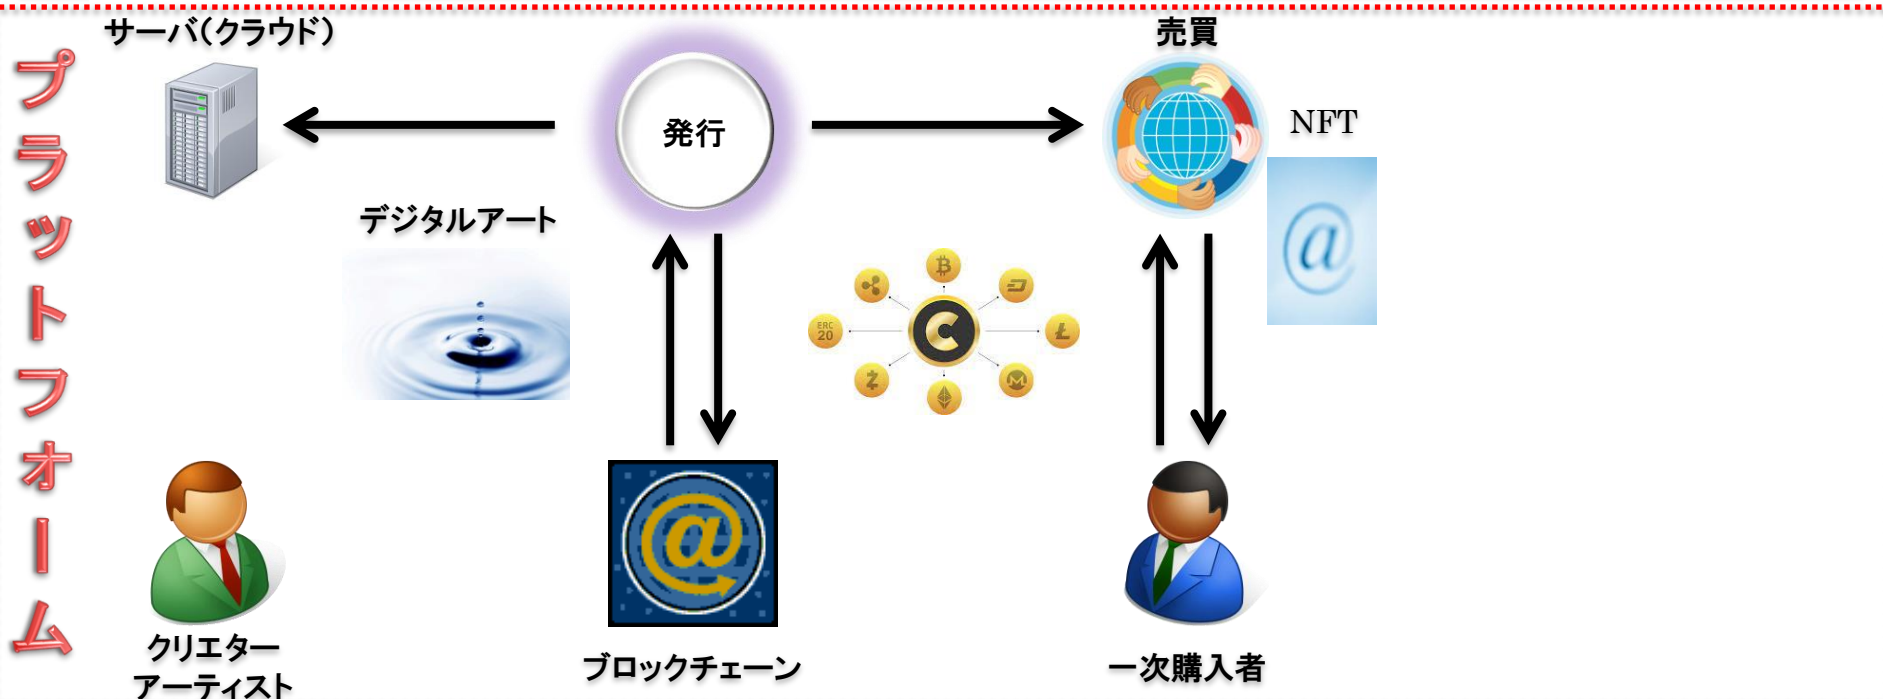 サーバ(クラウド)
売買
プラットフォーム
発行
NFT
デジタルアート
@
ERC
20
@
クリエター
アーティスト
ブロックチェーン
一次購入者